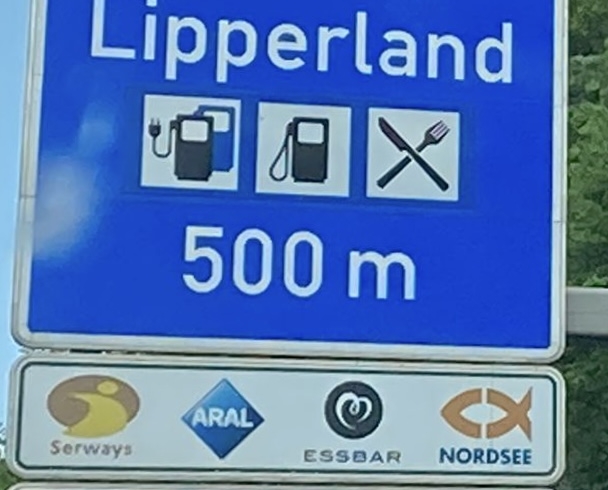 Lipperland
500 m
Serways ARAL ESSBAR NORDSEE